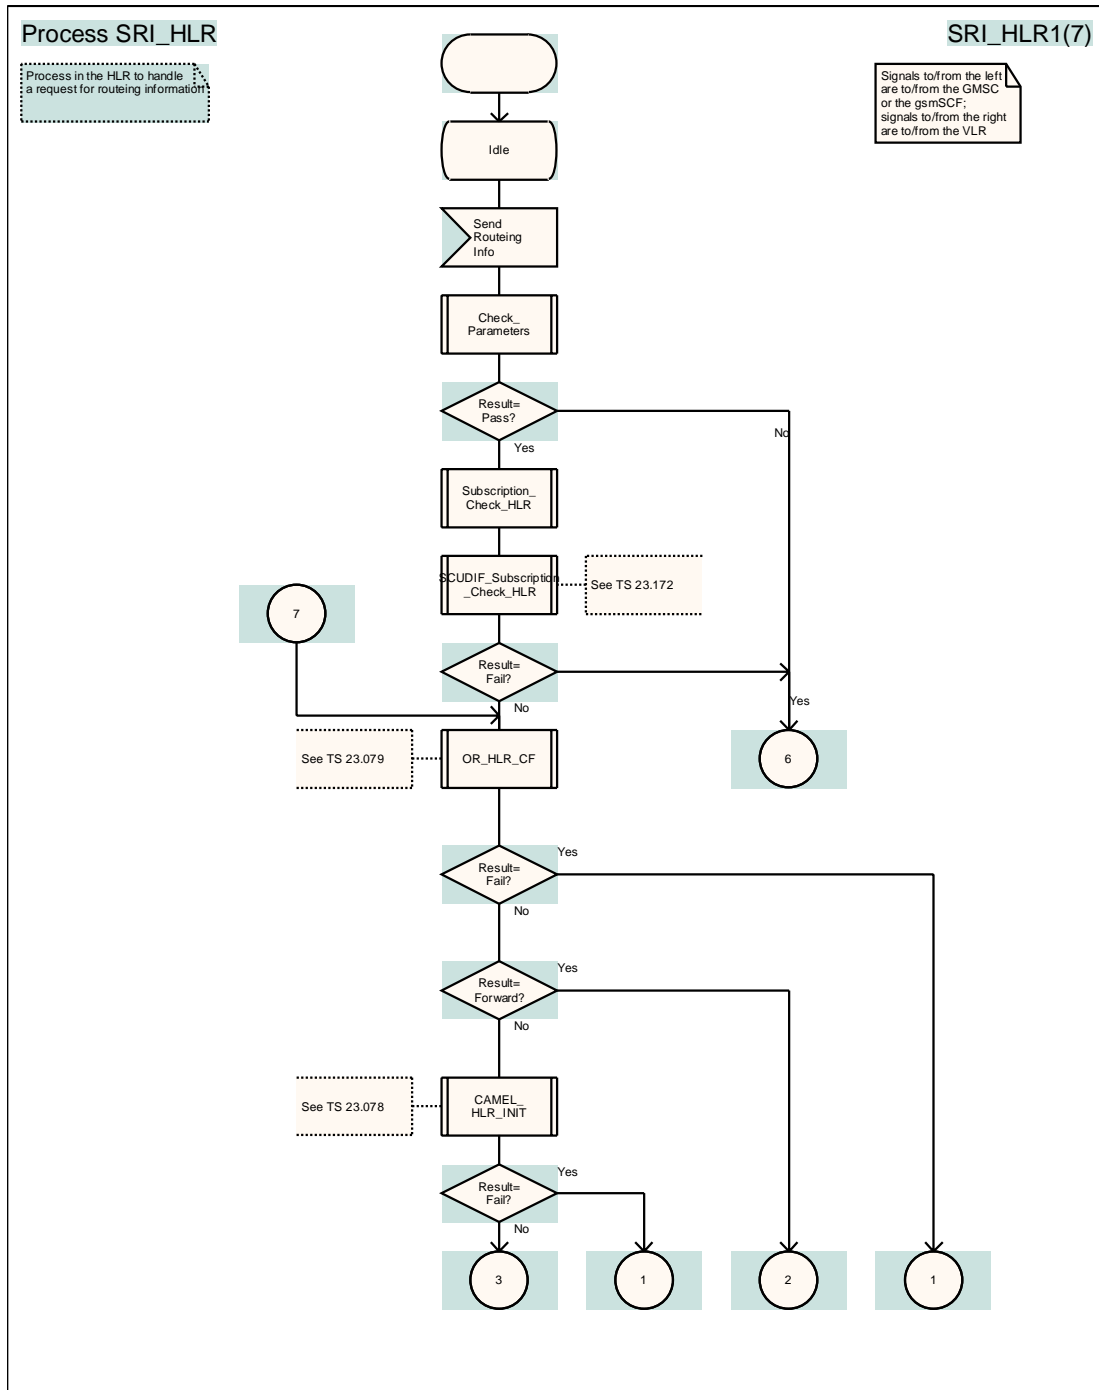 Process SRI_HLR
SRI_HLR1(7)
Process in the HLR to handle
a request for routeing information
Signals to/from the left
are to/from the GMSC
or the gsmSCF;
signals to/from the right
are to/from the VLR
Idle
Send
Routeing
Info
Check_
Parameters
Result=
Pass?
No
Yes
Subscription_
Check_HLR
SCUDIF_Subscription
_Check_HLR
See TS 23.172
7
Result=
Fail?
Yes
No
See TS 23.079
OR_HLR_CF
6
Yes
Result=
Fail?
No
Yes
Result=
Forward?
No
See TS 23.078
CAMEL_
HLR_INIT
Yes
Result=
Fail?
No
3
1
2
1